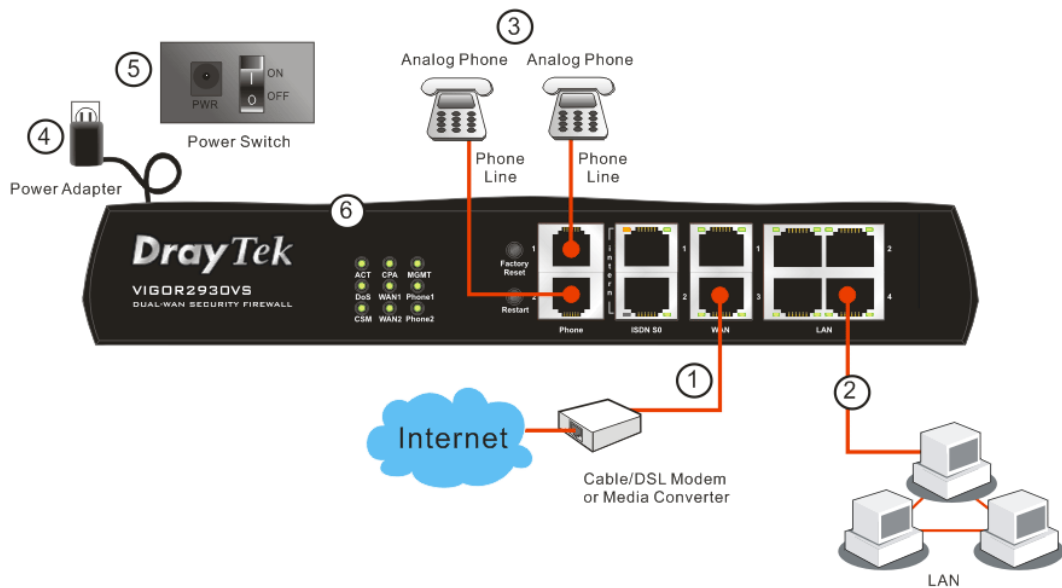 3
5
Analog Phone
Analog Phone
ON
OFF
PWR
4
Power Switch
Phone
Line
Phone
Line
Power Adapter
6
DrayTek
VIGOR2930VS
DUAL-WAN SECURITY FIREWALL
ACT CPA MGMT
DoS WAN1 Phone1
CSM WAN2 Phone2
Factory
Reset
Restart
1
2
Phone
intern
1
2
ISDN S0
WAN
1
3
2
4
LAN
1
2
Internet
Cable/DSL Modem
or Media Converter
LAN